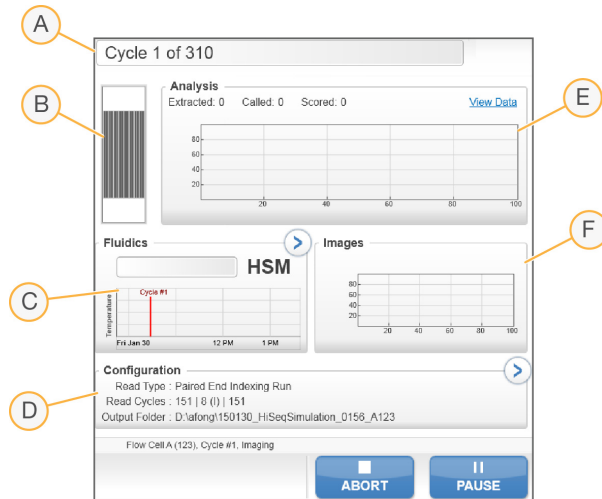 A
Cycle 1 of 310
B
Analysis
Extracted: 0 Called: 0 Scored: 0 View Data
E
80
60
40
20
20 40 60 80 100
Fluidics
Images
F
HSM
C
Cycle #1
Temperature
Fri Jan 30 12 PM 1 PM
80
60
40
20
20 40 60 80 100
Configuration
D
Read Type : Paired End Indexing Run
Read Cycles : 151 | 8 (I) | 151
Output Folder : D:\afong\150130_HiSeqSimulation_0156_A123
Flow Cell A (123), Cycle #1, Imaging
ABORT
PAUSE